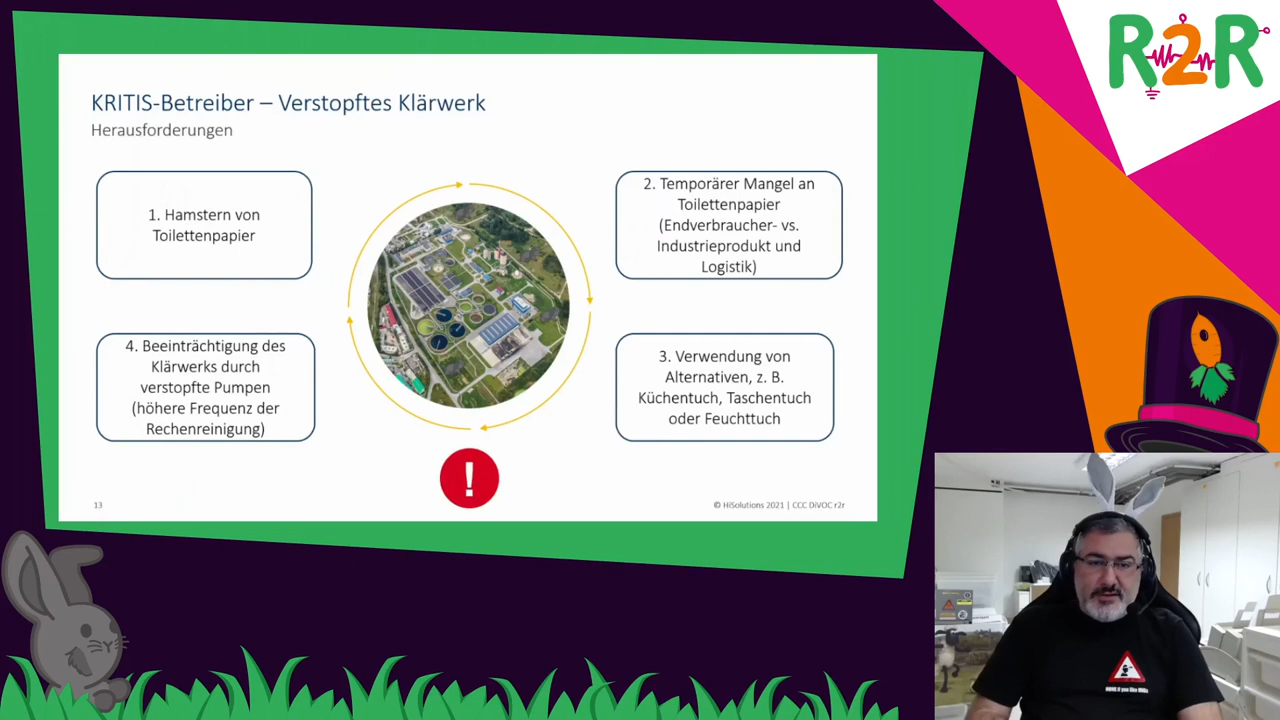 KRITIS-Betreiber – Verstopftes Klärwerk
Herausforderungen
1. Hamstern von
Toilettenpapier
2. Temporärer Mangel an
Toilettenpapier
(Endverbraucher- vs.
Industrieprodukt und
Logistik)
4. Beeinträchtigung des
Klärwerks durch
verstopfte Pumpen
(höhere Frequenz der
Rechenreinigung)
3. Verwendung von
Alternativen, z. B.
Küchentuch, Taschentuch
oder Feuchttuch
!
13
© HiSolutions 2021 | CCC DiVOC r2r
R2R